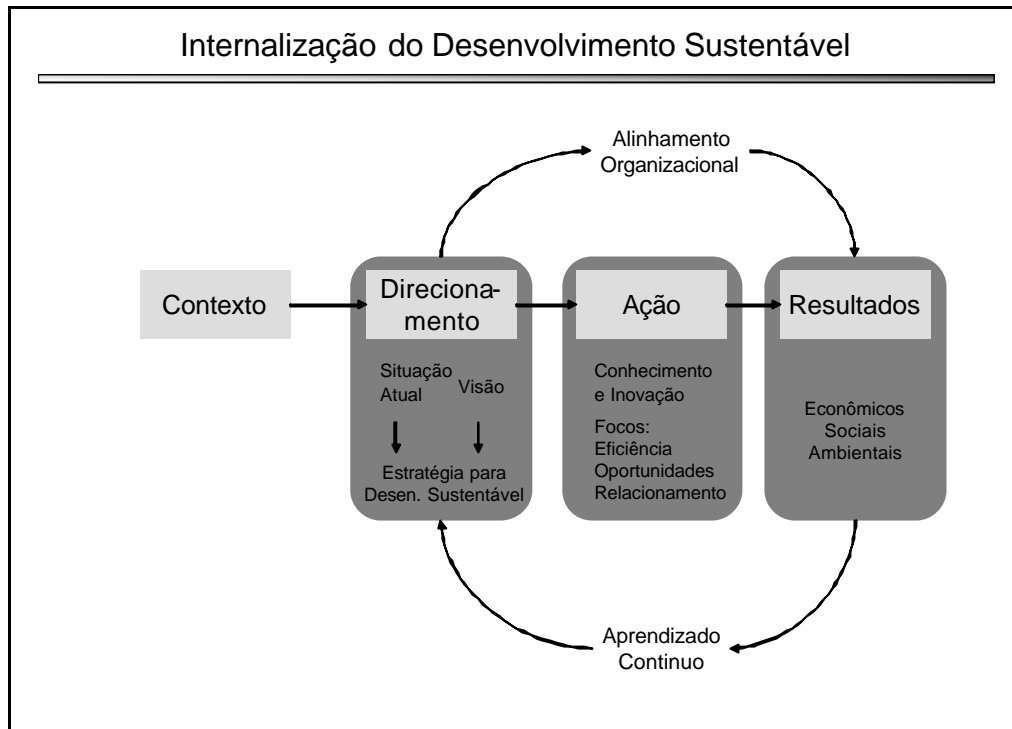 Internalização do Desenvolvimento Sustentável
Alinhamento
Organizacional
Contexto
Direciona-
mento
Situação
Atual
Visão
Estratégia para
Desen. Sustentável
Ação
Conhecimento
e Inovação
Focos:
Eficiência
Oportunidades
Relacionamento
Resultados
Econômicos
Sociais
Ambientais
Aprendizado
Continuo